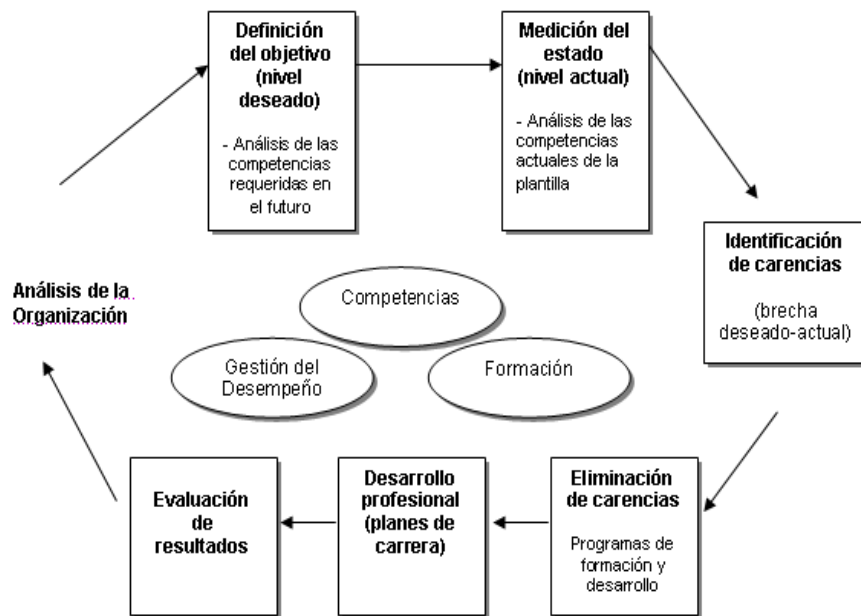 Definición
del objetivo
(nivel
deseado)
- Análisis de las
competencias
requeridas en
el futuro
Medición del
estado
(nivel actual)
- Análisis de las
competencias
actuales de la
plantilla
Identificación
de carencias
(brecha
deseado-actual)
Análisis de la
Organización
Competencias
Gestión del
Desempeño
Formación
Evaluación
de
resultados
Desarrollo
profesional
(planes de
carrera)
Eliminación
de carencias
Programas de
formación y
desarrollo